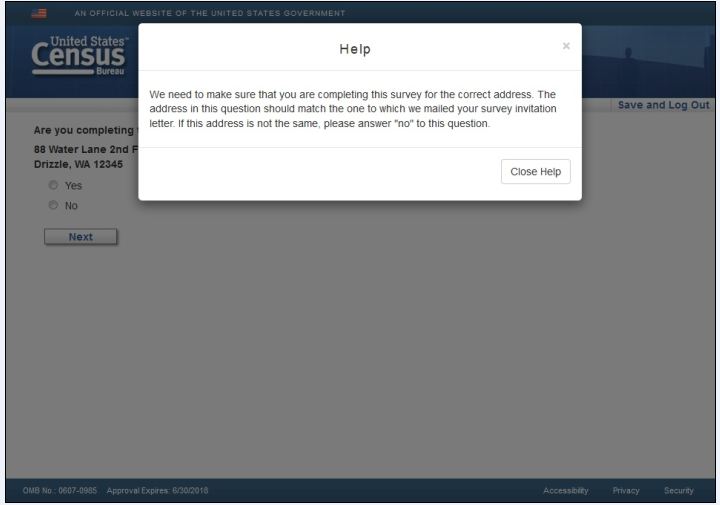 AN OFFICIAL WEBSITE OF THE UNITED STATES GOVERNMENT
United States™
Census
Bureau
Help
×
We need to make sure that you are completing this survey for the correct address. The
address in this question should match the one to which we mailed your survey invitation
letter. If this address is not the same, please answer "no" to this question.
Close Help
Save and Log Out
Are you completing
88 Water Lane 2nd F
Drizzle, WA 12345
Yes
No
Next
OMB No.: 0607-0985 Approval Expires: 6/30/2018
Accessibility Privacy Security